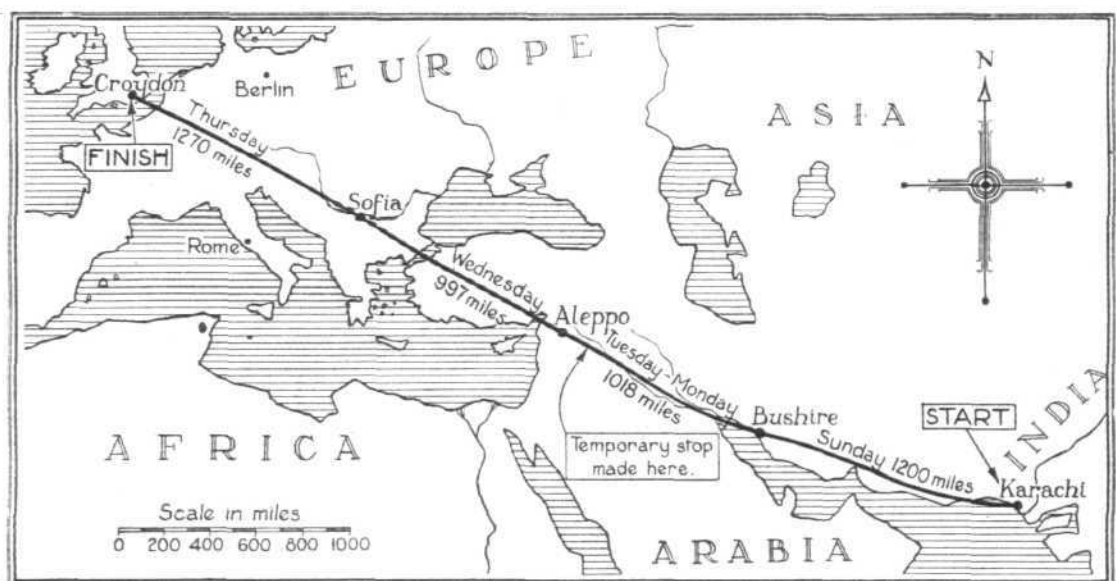 EUROPE
ASIA
N
Croydon
Berlin
FINISH
Thursday
1270 miles
Sofia
Rome
Wednesday
997 miles
Aleppo
Tuesday-Monday
1018 miles
Bushire
START
INDIA
Sunday 1200 miles
Karachi
Temporary stop
made here.
AFRICA
ARABIA
Scale in miles
0 200 400 600 800 1000